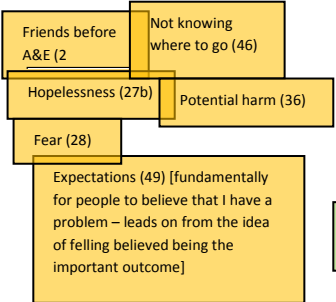 Friends before
A&E (2
Not knowing
where to go (46)
Hopelessness (27b)
Potential harm (36)
Fear (28)
Expectations (49) [fundamentally
for people to believe that I have a
problem – leads on from the idea
of felling believed being the
important outcome]